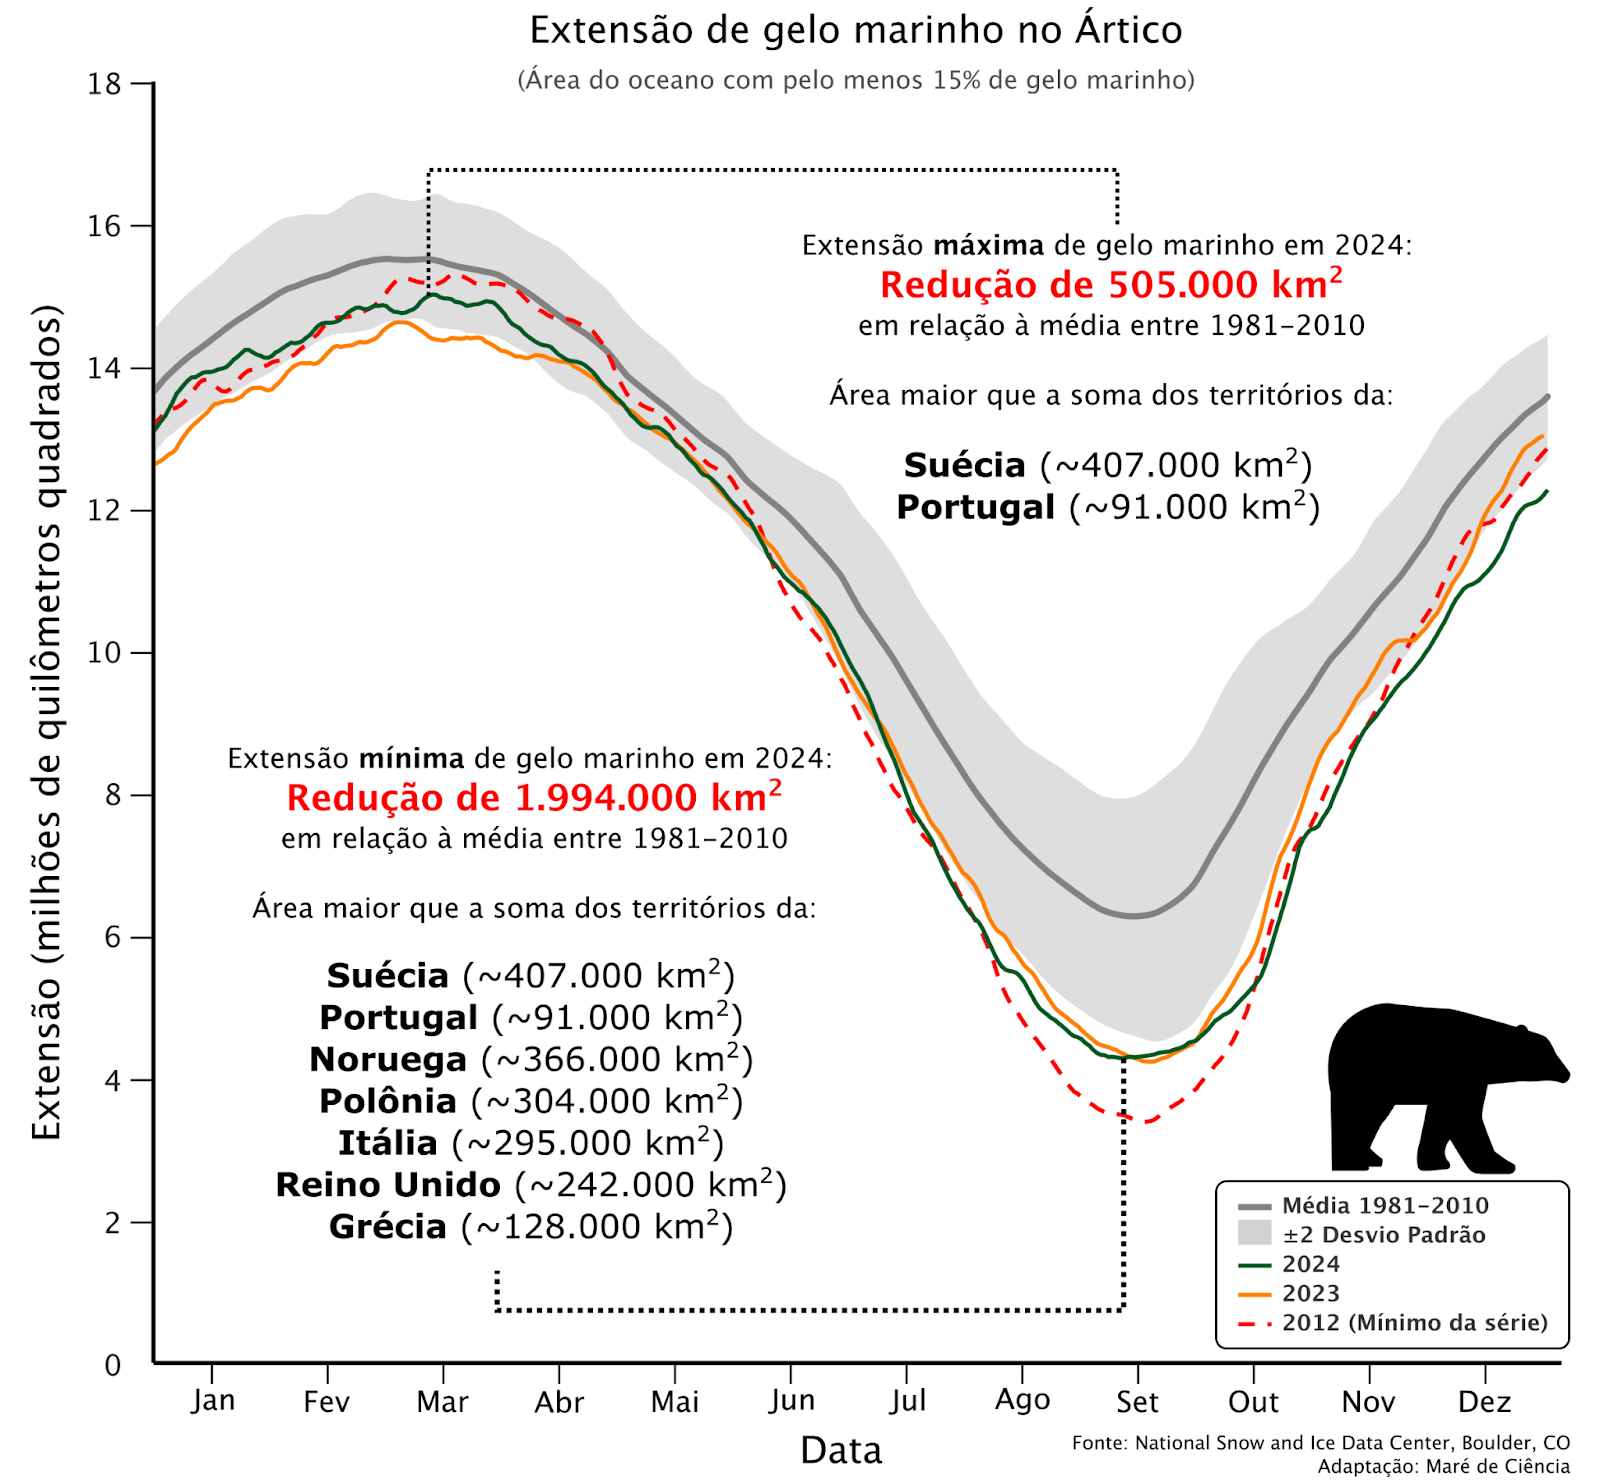 Extensão de gelo marinho no Ártico
(Área do oceano com pelo menos 15% de gelo marinho)
Extensão (milhões de quilômetros quadrados)
18
16
14
12
10
8
6
4
2
0
Extensão máxima de gelo marinho em 2024:
Redução de 505.000 km²
em relação à média entre 1981–2010
Área maior que a soma dos territórios da:
Suécia (~407.000 km²)
Portugal (~91.000 km²)
Extensão mínima de gelo marinho em 2024:
Redução de 1.994.000 km²
em relação à média entre 1981–2010
Área maior que a soma dos territórios da:
Suécia (~407.000 km²)
Portugal (~91.000 km²)
Noruega (~366.000 km²)
Polônia (~304.000 km²)
Itália (~295.000 km²)
Reino Unido (~242.000 km²)
Grécia (~128.000 km²)
Média 1981–2010
±2 Desvio Padrão
2024
2023
2012 (Mínimo da série)
Jan Fev Mar Abr Mai Jun Jul Ago Set Out Nov Dez
Data
Fonte: National Snow and Ice Data Center, Boulder, CO
Adaptação: Maré de Ciência